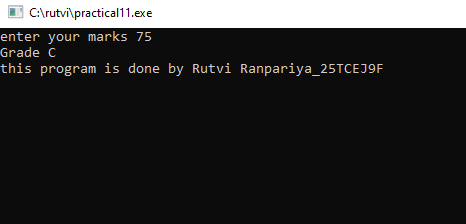 C:\rutvi\practical11.exe
enter your marks 75
Grade C
this program is done by Rutvi Ranpariya_25TCEJ9F